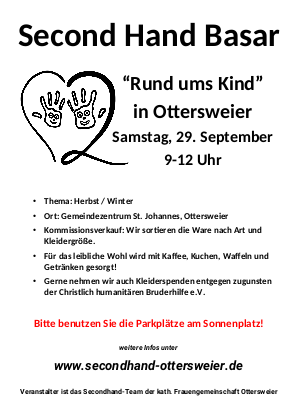 Second Hand Basar
“Rund ums Kind”
in Ottersweier
Samstag, 29. September
9-12 Uhr
• Thema: Herbst / Winter
• Ort: Gemeindezentrum St. Johannes, Ottersweier
• Kommissionsverkauf: Wir sortieren die Ware nach Art und
Kleidergröße.
• Für das leibliche Wohl wird mit Kaffee, Kuchen, Waffeln und
Getränken gesorgt!
• Gerne nehmen wir auch Kleiderspenden entgegen zugunsten
der Christlich humanitären Bruderhilfe e.V.
Bitte benutzen Sie die Parkplätze am Sonnenplatz!
weitere Infos unter
www.secondhand-ottersweier.de
Veranstalter ist das Secondhand-Team der kath. Frauengemeinschaft Ottersweier